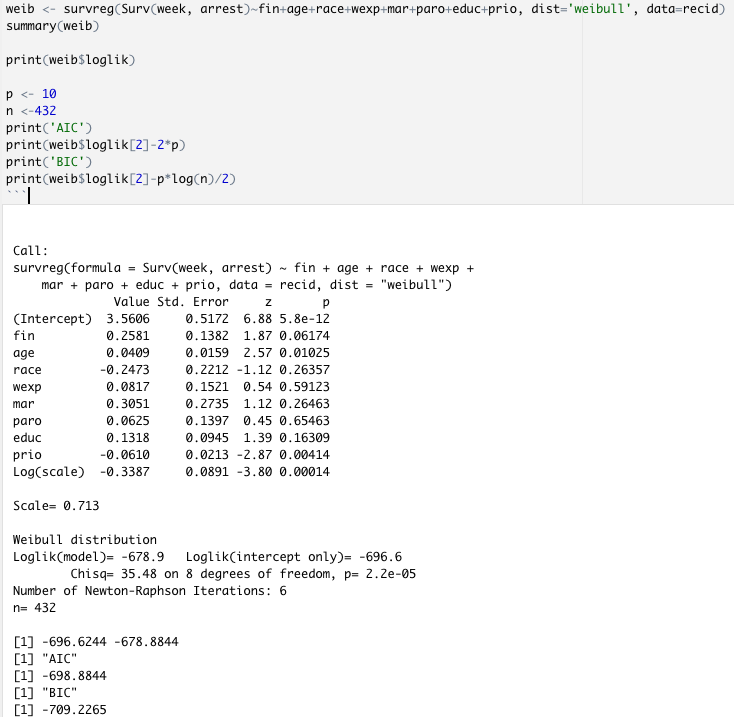 weib <- survreg(Surv(week, arrest)~fin+age+race+wexp+mar+paro+educ+prio, dist='weibull', data=recid)
summary(weib)

print(weib$loglik)

p <- 10
n <-432
print('AIC')
print(weib$loglik[2]-2*p)
print('BIC')
print(weib$loglik[2]-p*log(n)/2)
```

Call:
survreg(formula = Surv(week, arrest) ~ fin + age + race + wexp +
    mar + paro + educ + prio, data = recid, dist = "weibull")
              Value Std. Error     z       p
(Intercept)  3.5606     0.5172  6.88 5.8e-12
fin          0.2581     0.1382  1.87 0.06174
age          0.0409     0.0159  2.57 0.01025
race        -0.2473     0.2212 -1.12 0.26357
wexp         0.0817     0.1521  0.54 0.59123
mar          0.3051     0.2735  1.12 0.26463
paro         0.0625     0.1397  0.45 0.65463
educ         0.1318     0.0945  1.39 0.16309
prio        -0.0610     0.0213 -2.87 0.00414
Log(scale)  -0.3387     0.0891 -3.80 0.00014

Scale= 0.713

Weibull distribution
Loglik(model)= -678.9   Loglik(intercept only)= -696.6
        Chisq= 35.48 on 8 degrees of freedom, p= 2.2e-05
Number of Newton-Raphson Iterations: 6
n= 432

[1] -696.6244 -678.8844
[1] "AIC"
[1] -698.8844
[1] "BIC"
[1] -709.2265